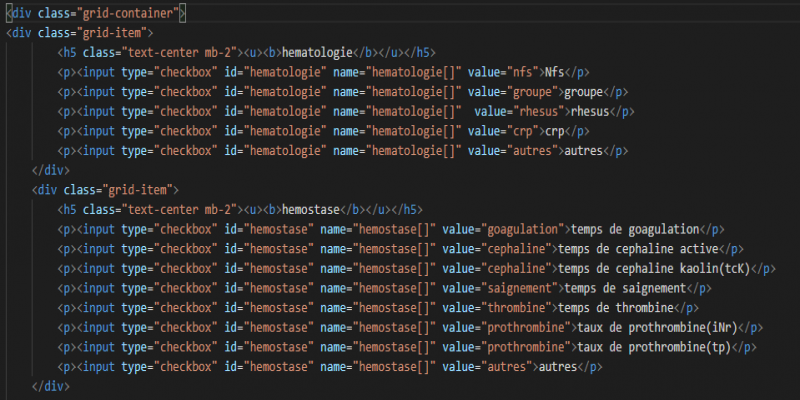 <div class="grid-container">
<div class="grid-item">
<h5 class="text-center mb-2"><u><b>hematologie</b></u></h5>
<p><input type="checkbox" id="hematologie" name="hematologie[]" value="nfs">Nfs</p>
<p><input type="checkbox" id="hematologie" name="hematologie[]" value="groupe">groupe</p>
<p><input type="checkbox" id="hematologie" name="hematologie[]"  value="rhesus">rhesus</p>
<p><input type="checkbox" id="hematologie" name="hematologie[]" value="crp">crp</p>
<p><input type="checkbox" id="hematologie" name="hematologie[]" value="autres">autres</p>
</div>
<div class="grid-item">
<h5 class="text-center mb-2"><u><b>hemostase</b></u></h5>
<p><input type="checkbox" id="hemostase" name="hemostase[]" value="goagulation">temps de goagulation</p>
<p><input type="checkbox" id="hemostase" name="hemostase[]" value="cephaline">temps de cephaline active</p>
<p><input type="checkbox" id="hemostase" name="hemostase[]" value="cephaline">temps de cephaline kaolin(tcK)</p>
<p><input type="checkbox" id="hemostase" name="hemostase[]" value="saignement">temps de saignement</p>
<p><input type="checkbox" id="hemostase" name="hemostase[]" value="thrombine">temps de thrombine</p>
<p><input type="checkbox" id="hemostase" name="hemostase[]" value="prothrombine">taux de prothrombine(iNr)</p>
<p><input type="checkbox" id="hemostase" name="hemostase[]" value="prothrombine">taux de prothrombine(tp)</p>
<p><input type="checkbox" id="hemostase" name="hemostase[]" value="autres">autres</p>
</div>